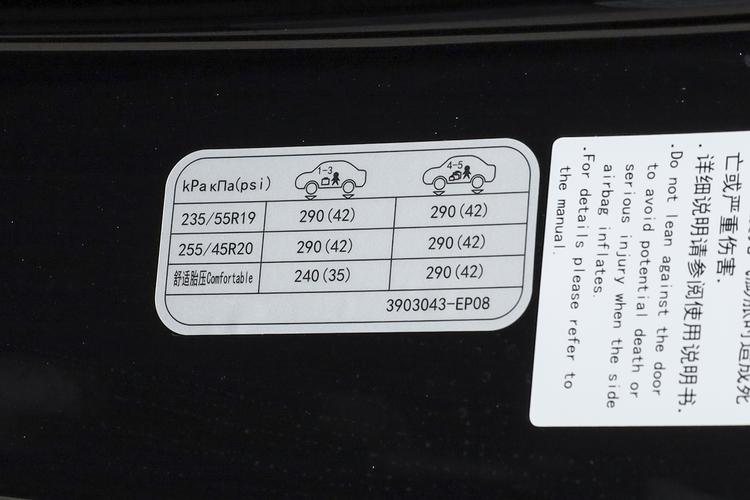 kPa кПа(psi) 1-3 4-5
235/55R19 290(42) 290(42)
255/45R20 290(42) 290(42)
舒适胎压Comfortable 240(35) 290(42)
3903043-EP08
亡或严重伤害.
·详细说明请参阅使用说明书.
·Do not lean against the door
to avoid potential death or
serious injury when the side
airbag inflates.
·For details please refer to
the manual.